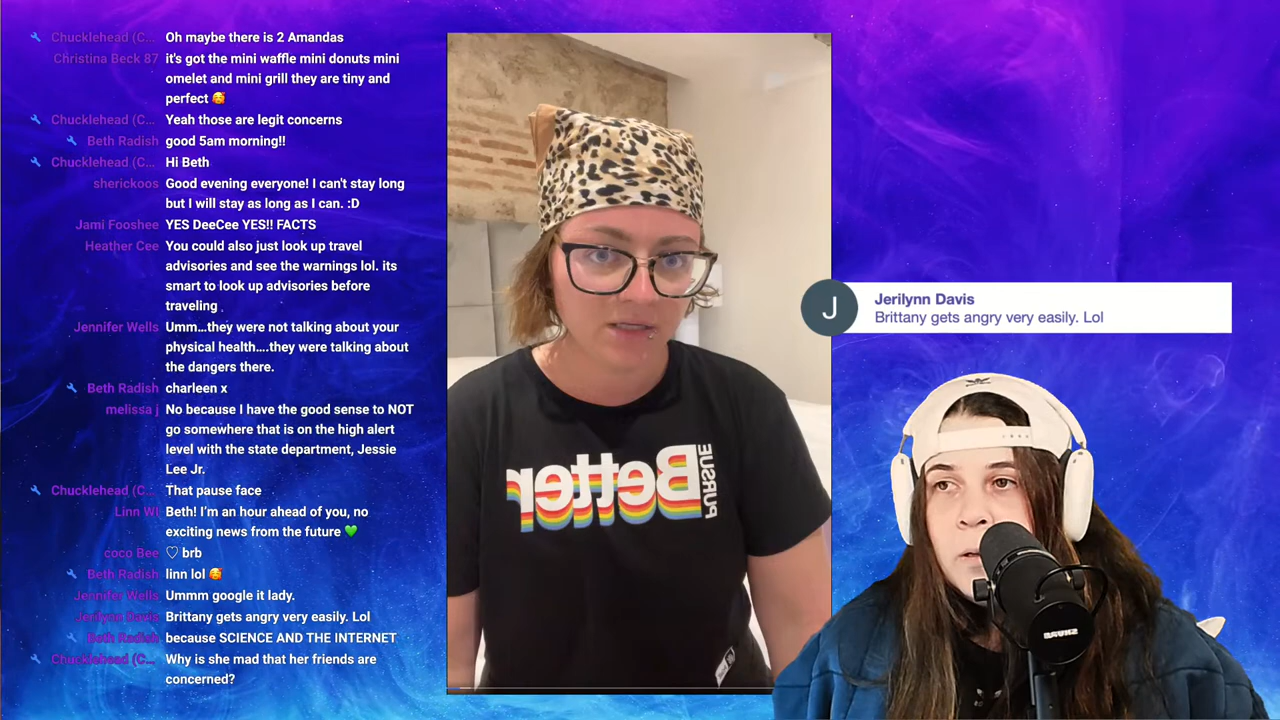 Chucklehead (C... Oh maybe there is 2 Amandas
Christina Beck 87 it's got the mini waffle mini donuts mini
omelet and mini grill they are tiny and
perfect 🥰
Chucklehead (C... Yeah those are legit concerns
Beth Radish good 5am morning!!
Chucklehead (C... Hi Beth
sherickoos Good evening everyone! I can't stay long
but I will stay as long as I can. :D
Jami Fooshee YES DeeCee YES!! FACTS
Heather Cee You could also just look up travel
advisories and see the warnings lol. its
smart to look up advisories before
traveling
Jennifer Wells Umm...they were not talking about your
physical health....they were talking about
the dangers there.
Beth Radish charleen x
melissa j No because I have the good sense to NOT
go somewhere that is on the high alert
level with the state department, Jessie
Lee Jr.
Chucklehead (C... That pause face
Linn Wl Beth! I'm an hour ahead of you, no
exciting news from the future 💚
coco Bee ♡ brb
Beth Radish linn lol 🥰
Jennifer Wells Ummm google it lady.
Jerilynn Davis Brittany gets angry very easily. Lol
Beth Radish because SCIENCE AND THE INTERNET
Chucklehead (C... Why is she mad that her friends are
concerned?
PURSUE
Better
J
Jerilynn Davis
Brittany gets angry very easily. Lol
SHURE